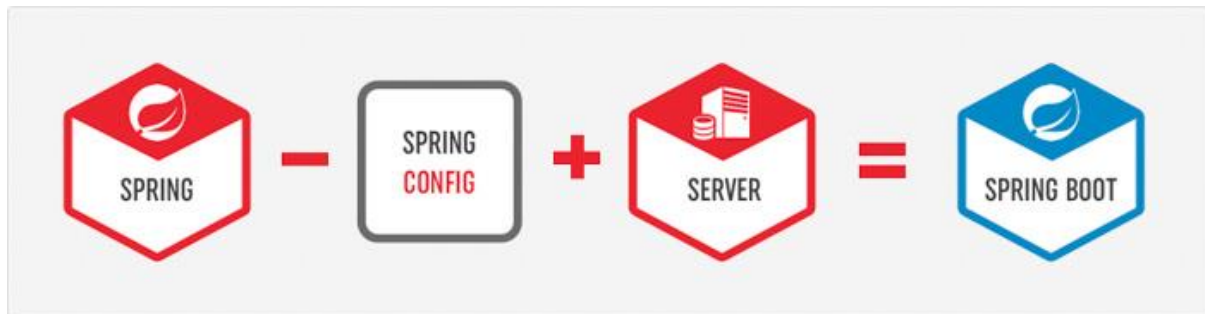 SPRING
−
SPRING
CONFIG
+
SERVER
=
SPRING BOOT